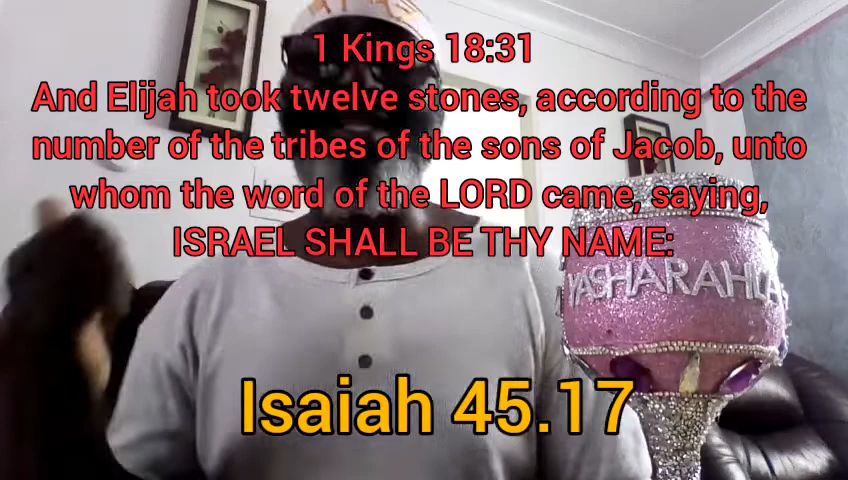 1 Kings 18:31
And Elijah took twelve stones, according to the
number of the tribes of the sons of Jacob, unto
whom the word of the LORD came, saying,
ISRAEL SHALL BE THY NAME:
YASHARAHLA
Isaiah 45.17